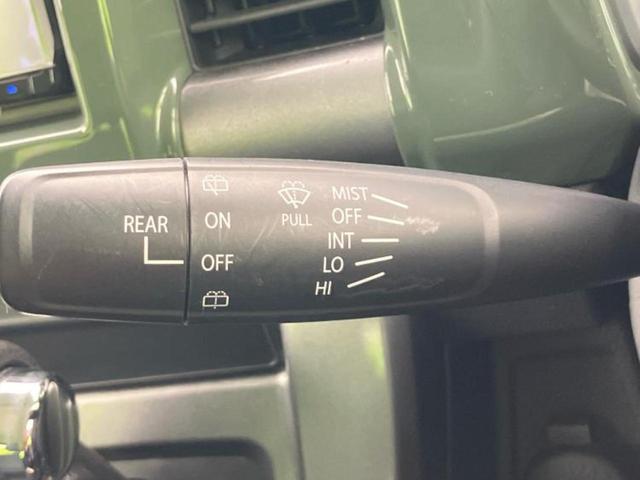 REAR
ON
OFF
PULL
MIST
OFF
INT
LO
HI